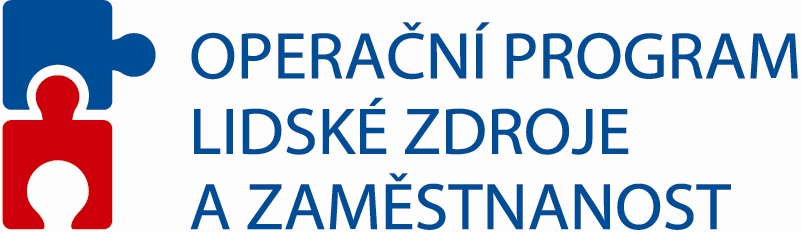 OPERAČNÍ PROGRAM
LIDSKÉ ZDROJE
A ZAMĚSTNANOST